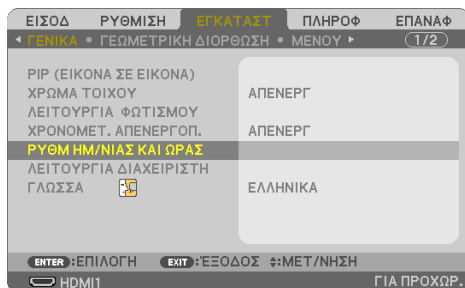 ΕΙΣΟΔ ΡΥΘΜΙΣΗ ΕΓΚΑΤΑΣΤ ΠΛΗΡΟΦ ΕΠΑΝΑΦ
ΓΕΝΙΚΑ • ΓΕΩΜΕΤΡΙΚΗ ΔΙΟΡΘΩΣΗ • ΜΕΝΟΥ 1/2
PIP (ΕΙΚΟΝΑ ΣΕ ΕΙΚΟΝΑ)
ΧΡΩΜΑ ΤΟΙΧΟΥ ΑΠΕΝΕΡΓ
ΛΕΙΤΟΥΡΓΙΑ ΦΩΤΙΣΜΟΥ
ΧΡΟΝΟΜΕΤ. ΑΠΕΝΕΡΓΟΠ. ΑΠΕΝΕΡΓ
ΡΥΘΜ ΗΜ/ΝΙΑΣ ΚΑΙ ΩΡΑΣ
ΛΕΙΤΟΥΡΓΙΑ ΔΙΑΧΕΙΡΙΣΤΗ
ΓΛΩΣΣΑ ΕΛΛΗΝΙΚΑ
ENTER :ΕΠΙΛΟΓΗ EXIT :ΈΞΟΔΟΣ :ΜΕΤ/ΝΗΣΗ
HDMI1 ΓΙΑ ΠΡΟΧΩΡ.